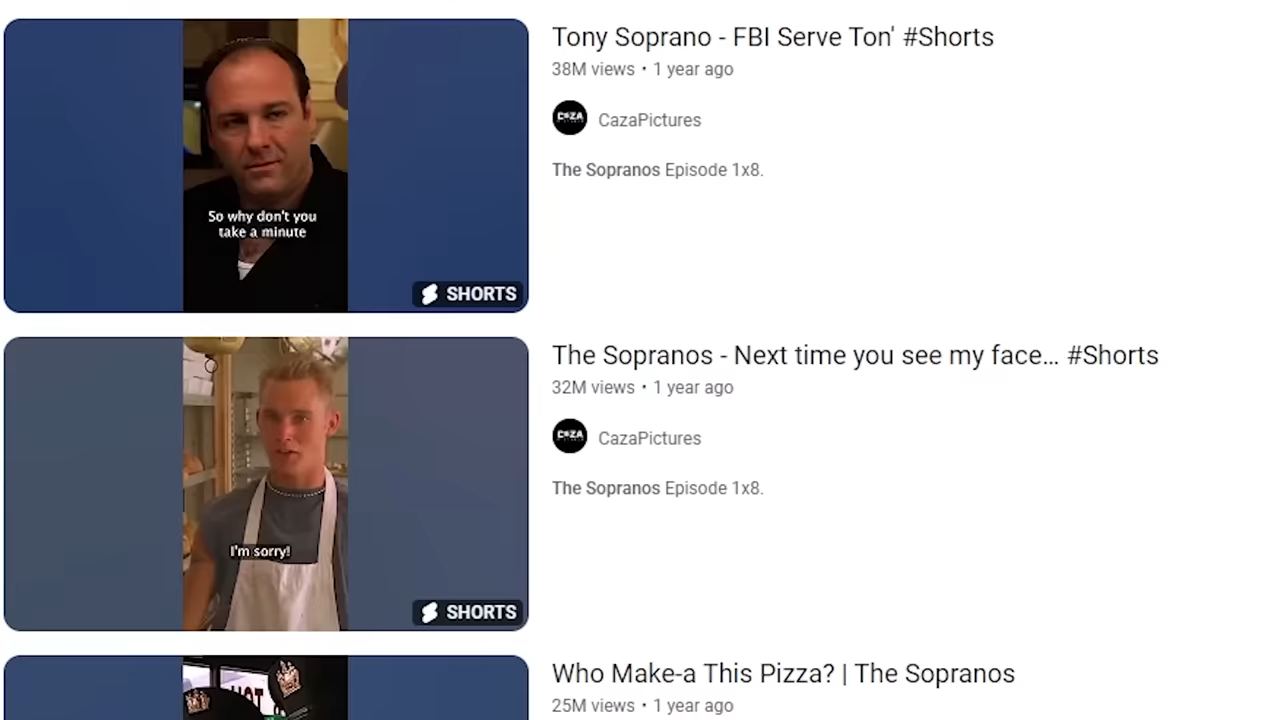 Tony Soprano - FBI Serve Ton' #Shorts
38M views • 1 year ago
CAZA
CazaPictures
The Sopranos Episode 1x8.
So why don't you
take a minute
SHORTS
The Sopranos - Next time you see my face... #Shorts
32M views • 1 year ago
CAZA
CazaPictures
The Sopranos Episode 1x8.
I'm sorry!
SHORTS
Who Make-a This Pizza? | The Sopranos
25M views • 1 year ago